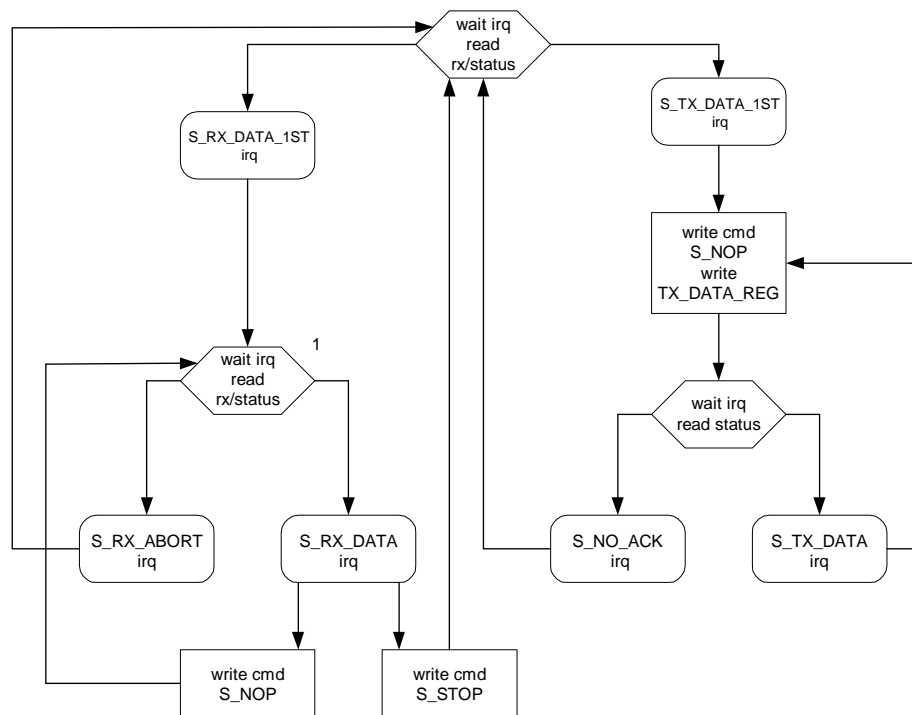 wait irq
read
rx/status
S_RX_DATA_1ST
irq
S_TX_DATA_1ST
irq
write cmd
S_NOP
write
TX_DATA_REG
1
wait irq
read
rx/status
wait irq
read status
S_RX_ABORT
irq
S_RX_DATA
irq
S_NO_ACK
irq
S_TX_DATA
irq
write cmd
S_NOP
write cmd
S_STOP